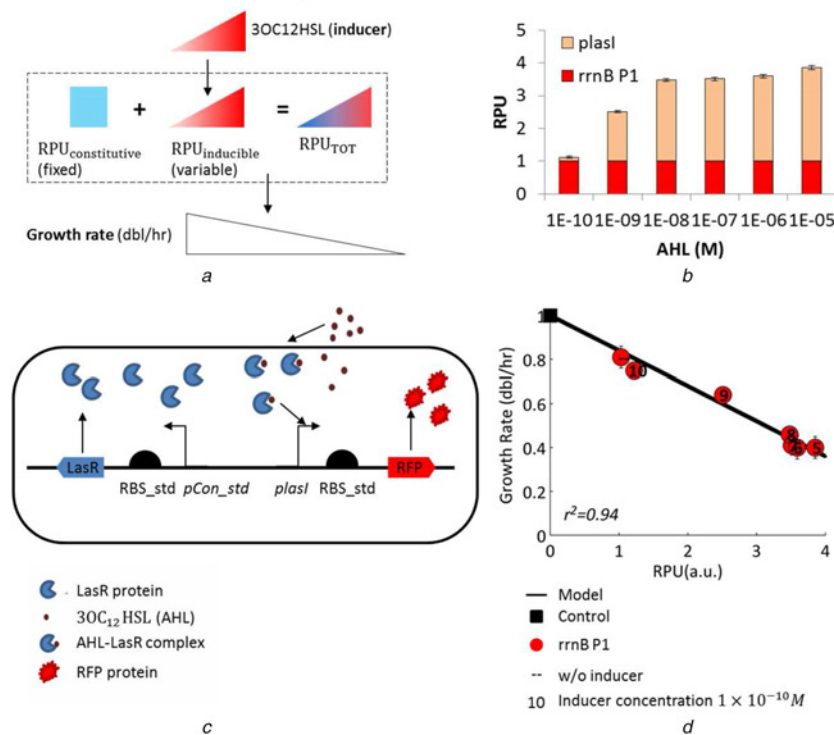 3OC12HSL (inducer)
+
=
RPUconstitutive
(fixed)
RPUinducible
(variable)
RPUTOT
Growth rate (dbl/hr)
a
plasI
rrnB P1
RPU
5
4
3
2
1
0
1E-10 1E-09 1E-08 1E-07 1E-06 1E-05
AHL (M)
b
LasR
RBS_std
pCon_std
plasI
RBS_std
RFP
LasR protein
3OC12 HSL (AHL)
AHL-LasR complex
RFP protein
c
Growth Rate (dbl/hr)
1
0.8
0.6
0.4
0.2
0
10
9
8
6
5
r²=0.94
0 1 2 3 4
RPU(a.u.)
Model
Control
rrnB P1
-- w/o inducer
10 Inducer concentration 1 × 10⁻¹⁰M
d